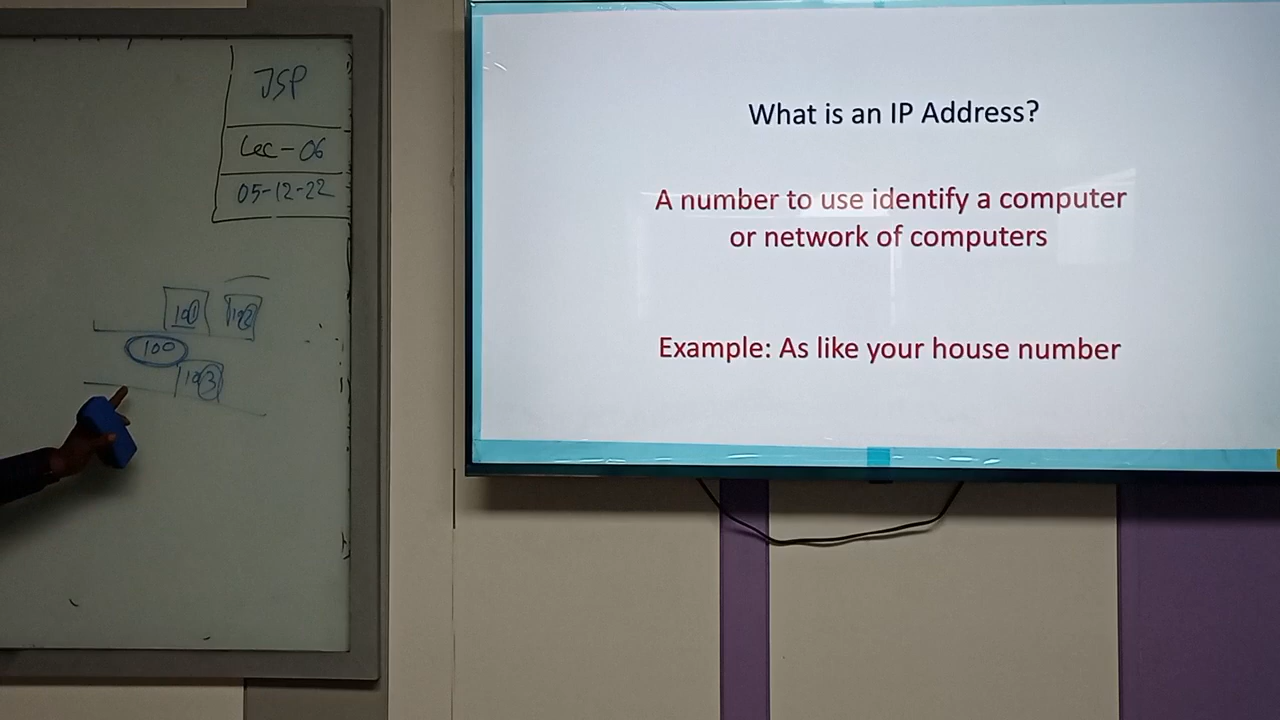 JSP
Lec-06
05-12-22
101 102
100
103
What is an IP Address?
A number to use identify a computer
or network of computers
Example: As like your house number